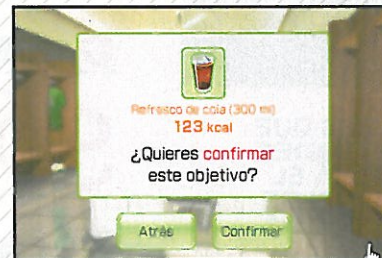 Refresco de cola (300 ml)
123 kcal
¿Quieres confirmar
este objetivo?
Atrás
Confirmar